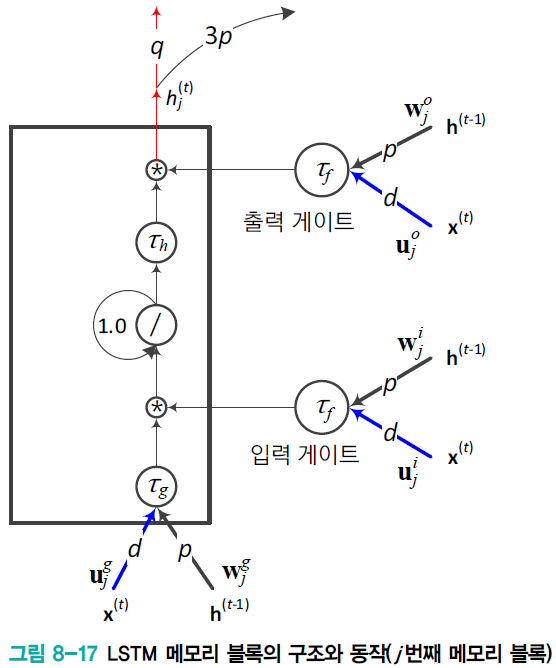 q
3p
h_j^(t)
w_j^o
h^(t-1)
p
τ_f
*
d
x^(t)
출력 게이트
u_j^o
τ_h
1.0
/
w_j^i
h^(t-1)
p
τ_f
*
d
x^(t)
입력 게이트
u_j^i
τ_g
u_j^g
d
p
w_j^g
x^(t)
h^(t-1)
그림 8-17 LSTM 메모리 블록의 구조와 동작(j번째 메모리 블록)